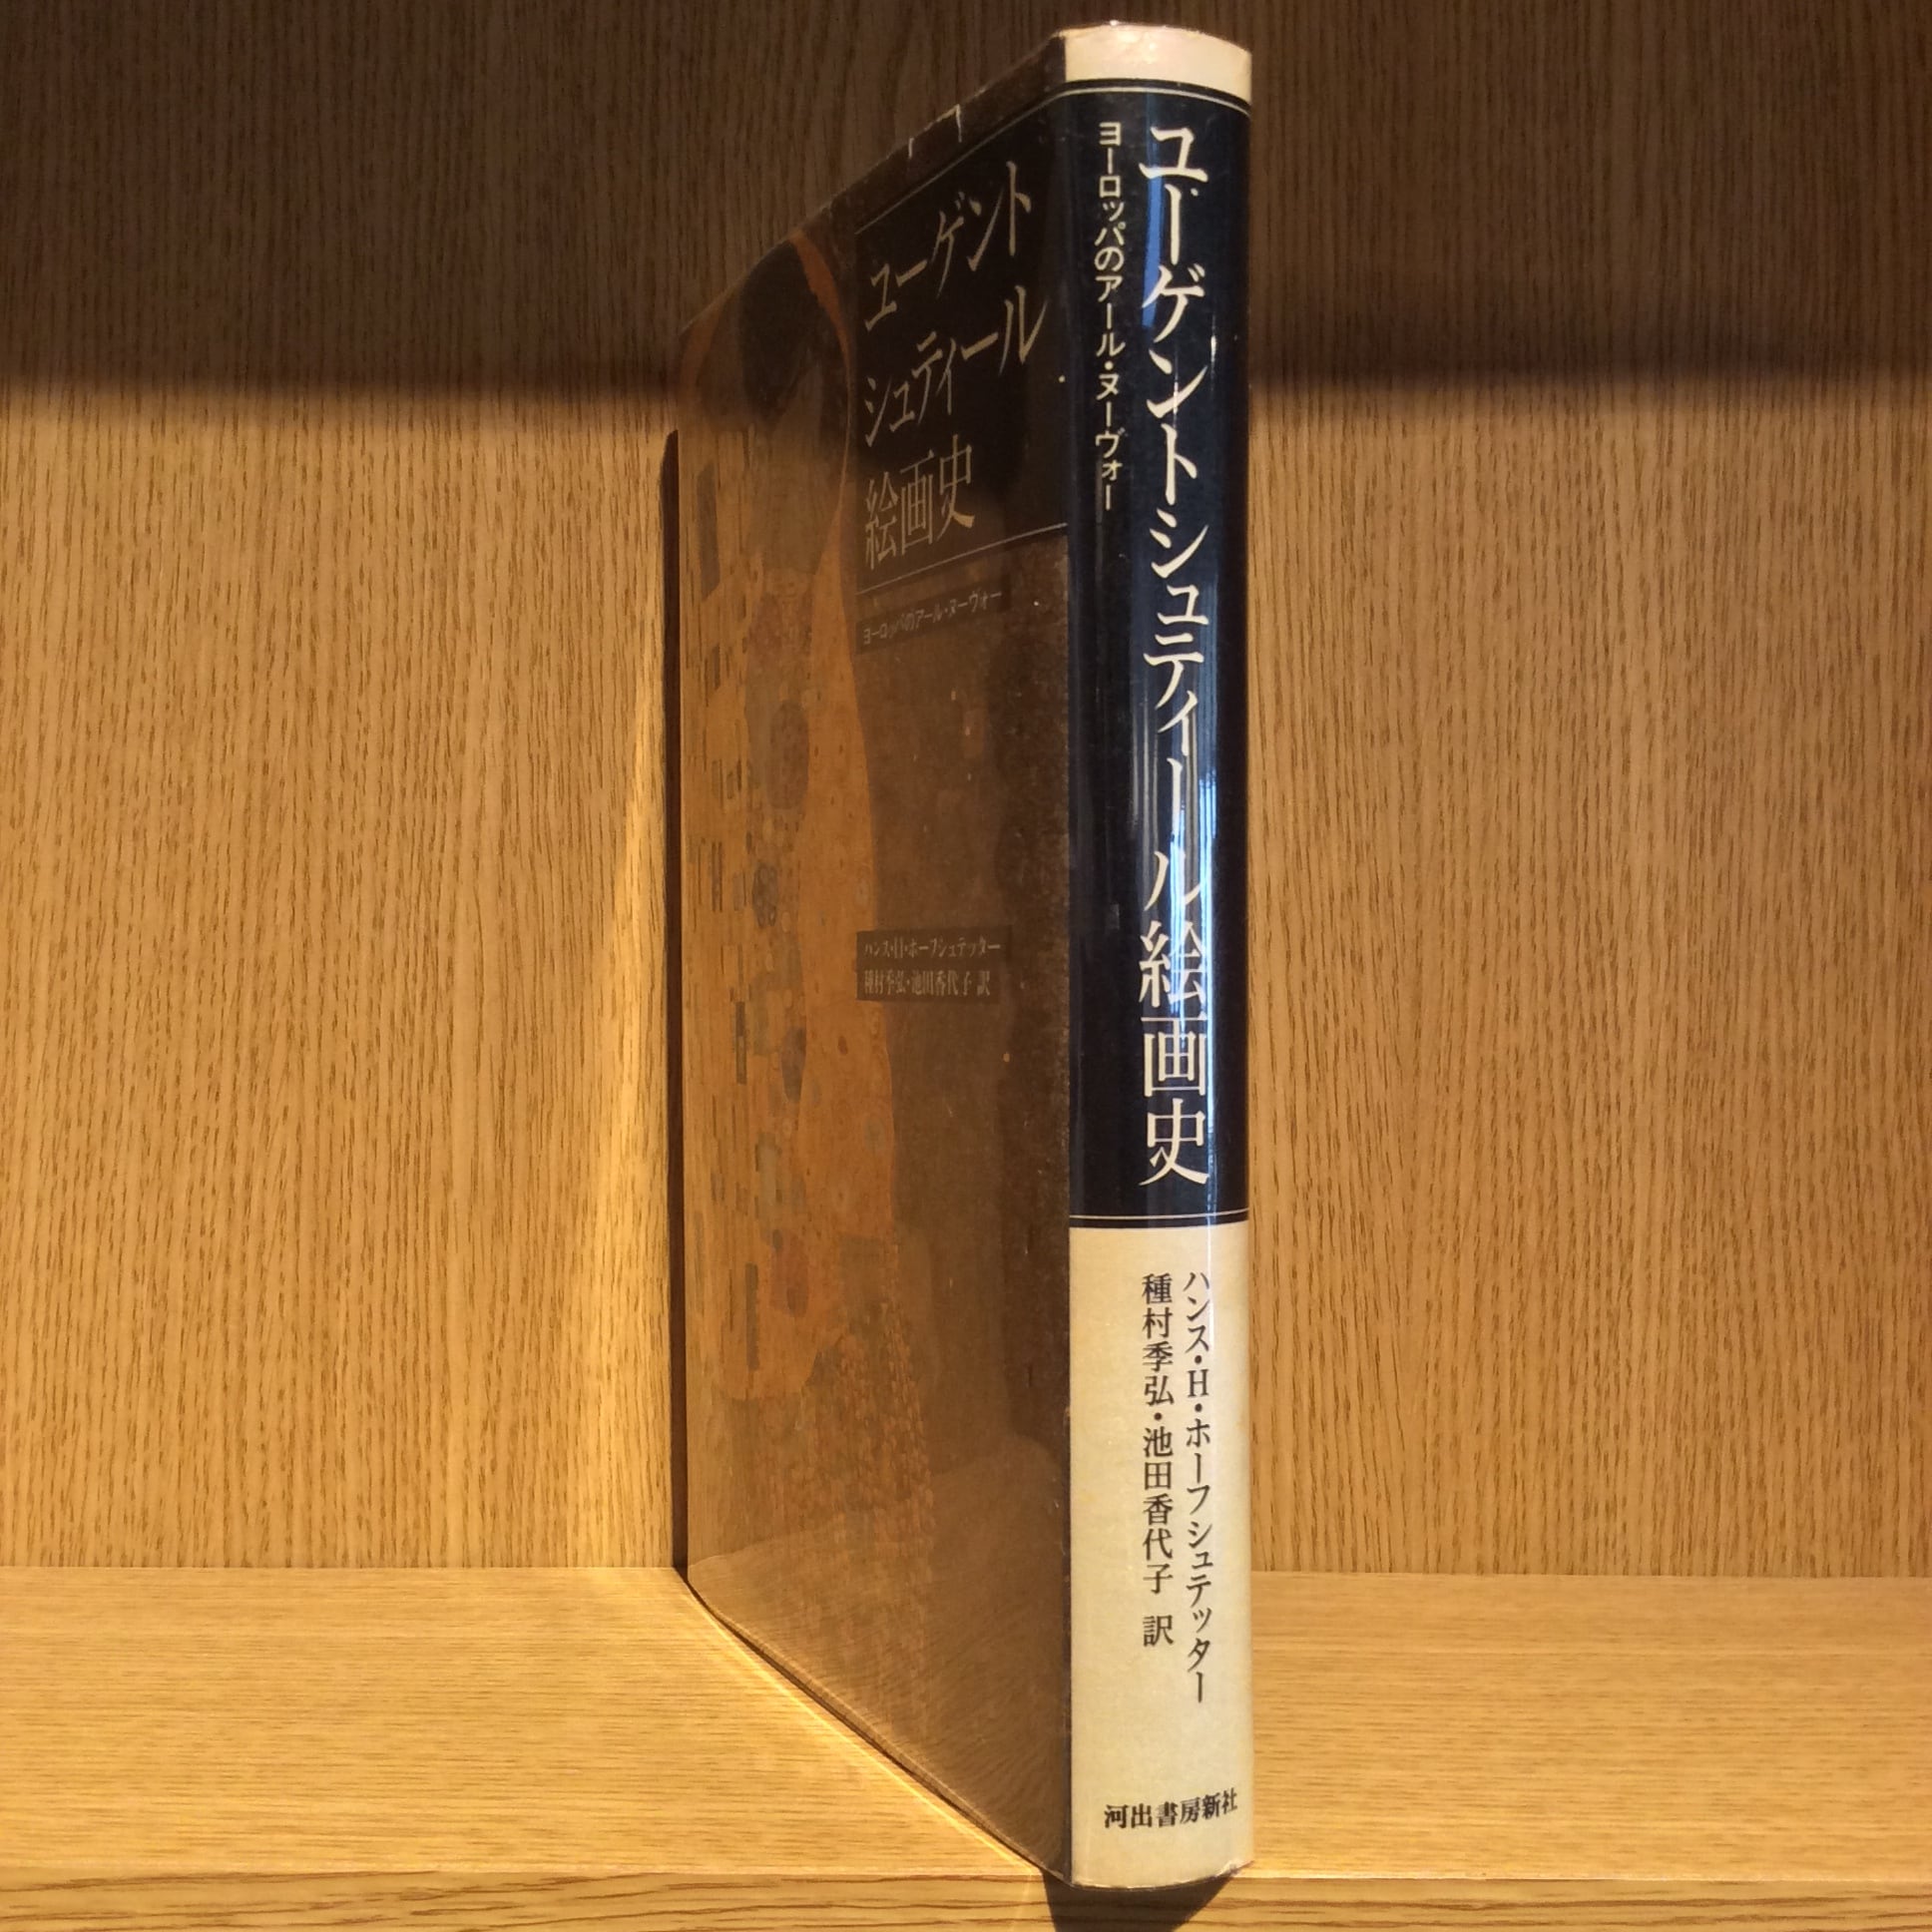 ユーゲントシュティール絵画史
ヨーロッパのアール・ヌーヴォー
ハンス・H・ホーフシュテッター
種村季弘・池田香代子 訳
河出書房新社
ユーゲント
シュティール
絵画史
ヨーロッパのアール・ヌーヴォー
ハンス・H・ホーフシュテッター
種村季弘・池田香代子 訳